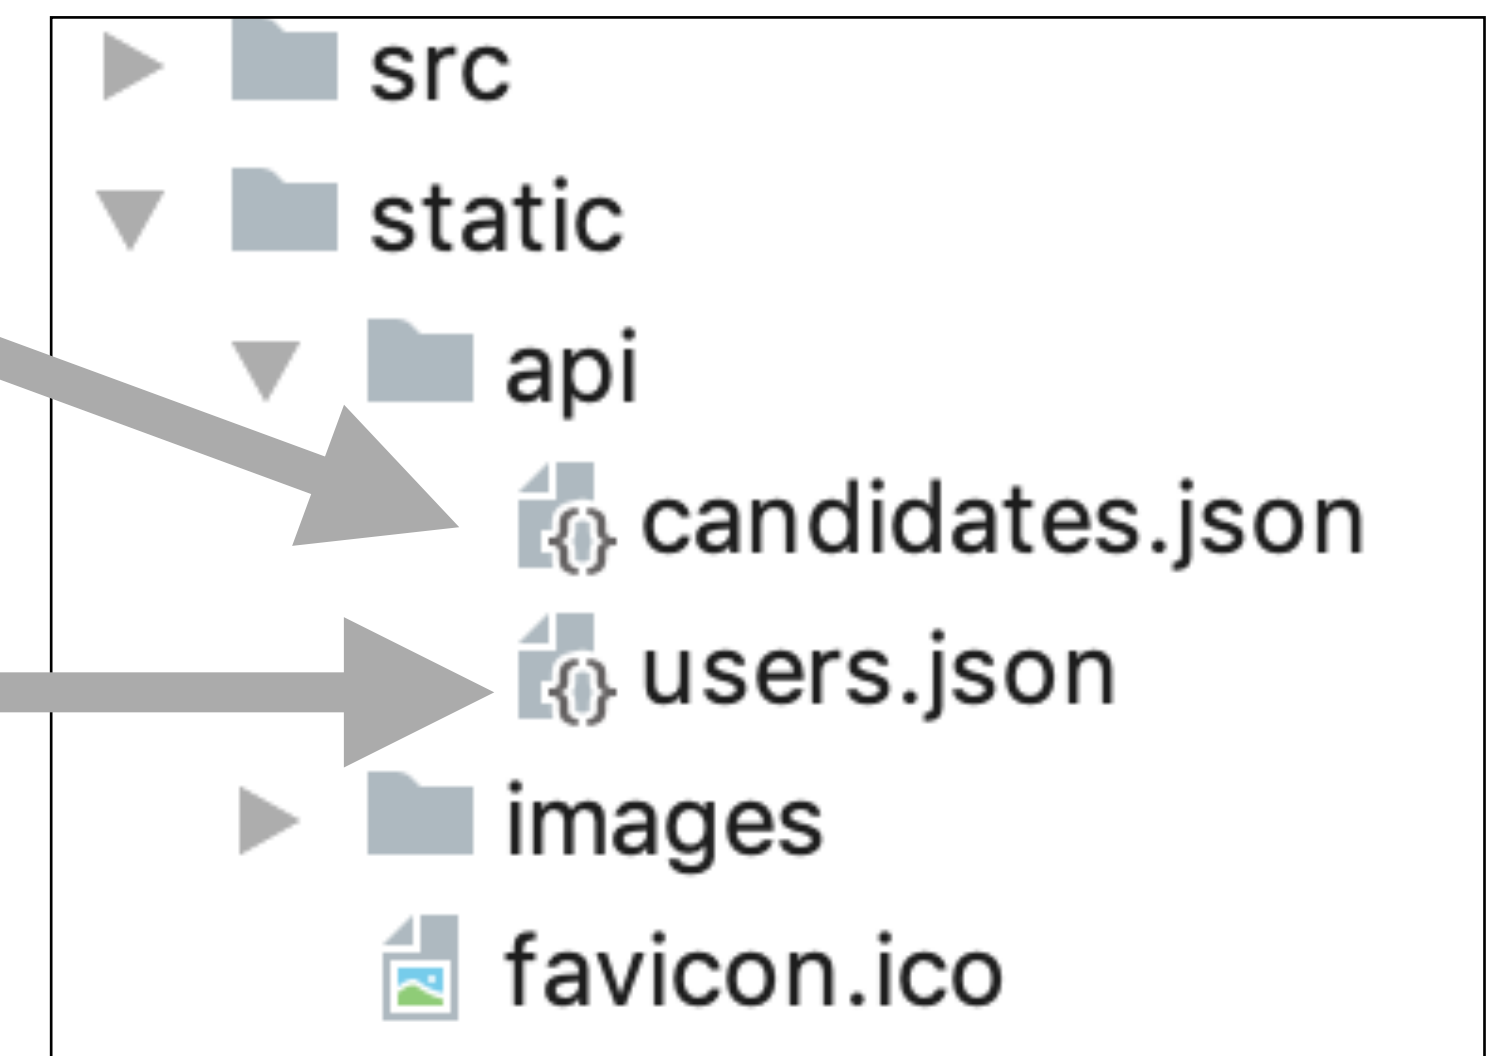 src
static
api
candidates.json
users.json
images
favicon.ico